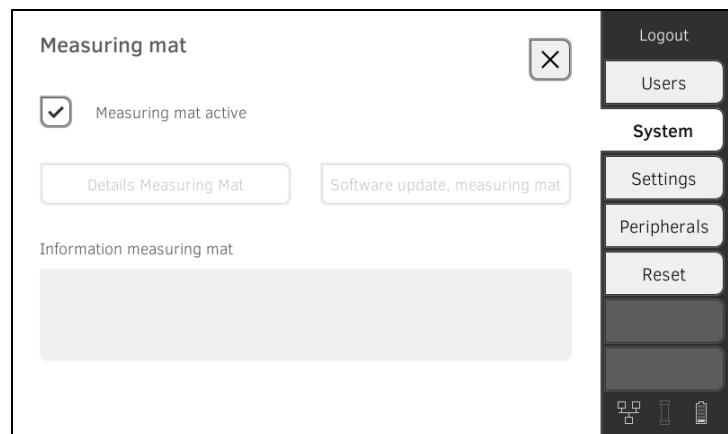 Measuring mat
Measuring mat active
Details Measuring Mat
Software update, measuring mat
Information measuring mat
Logout
Users
System
Settings
Peripherals
Reset